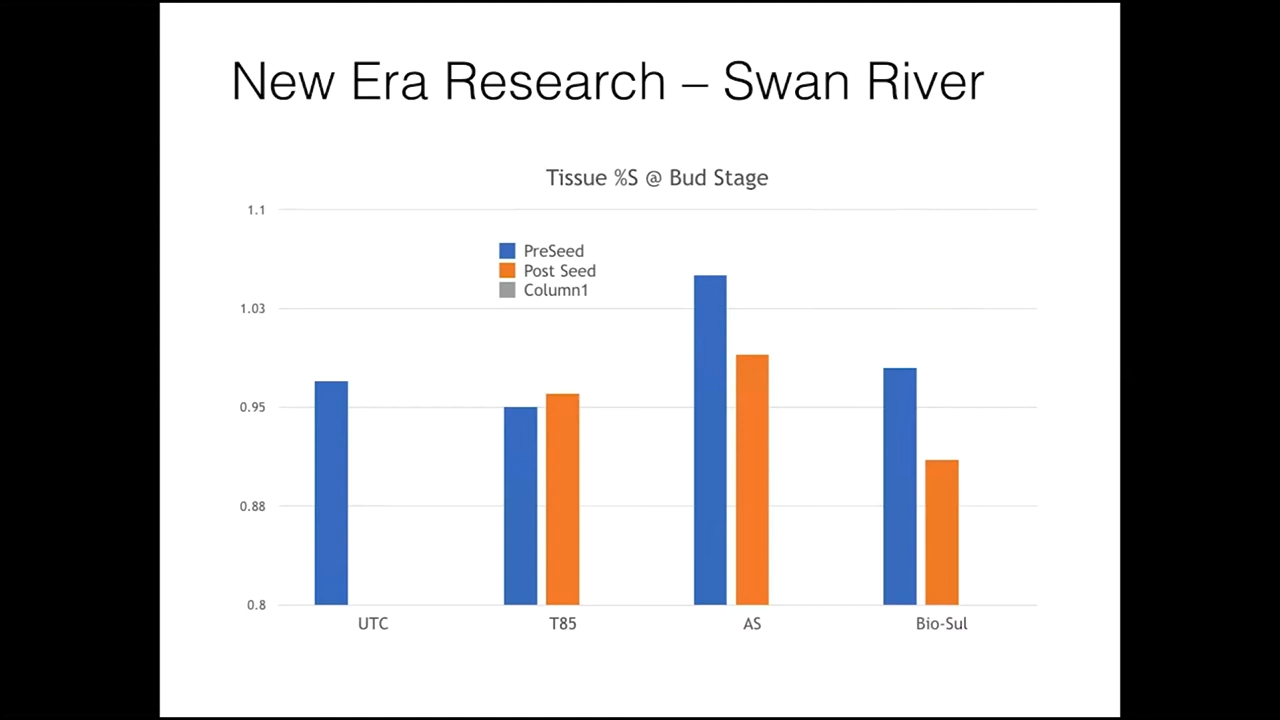 New Era Research – Swan River
Tissue %S @ Bud Stage
1.1
PreSeed
Post Seed
Column1
1.03
0.95
0.88
0.8
UTC
T85
AS
Bio-Sul